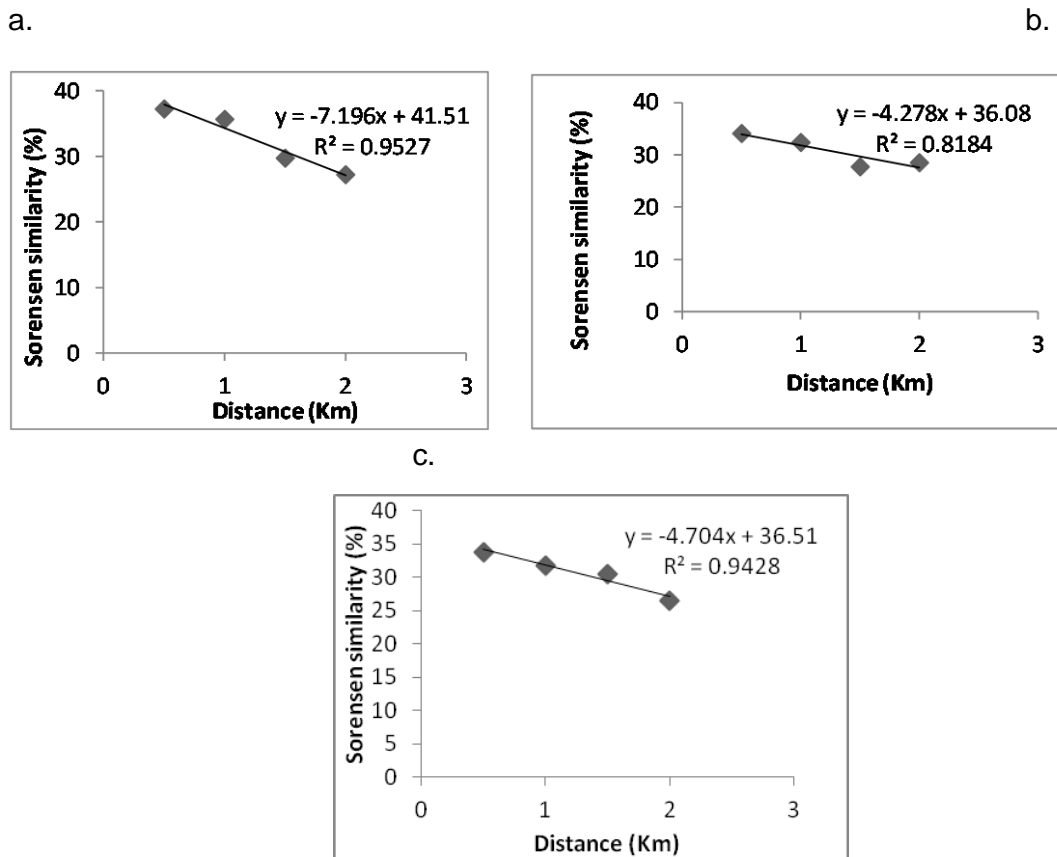 a.
b.
40
30
20
10
0
0
1
2
3
Sorensen similarity (%)
Distance (Km)
y = -7.196x + 41.51
R² = 0.9527
40
30
20
10
0
0
1
2
3
Sorensen similarity (%)
Distance (Km)
y = -4.278x + 36.08
R² = 0.8184
c.
40
35
30
25
20
15
10
5
0
0
1
2
3
Sorensen similarity (%)
Distance (Km)
y = -4.704x + 36.51
R² = 0.9428